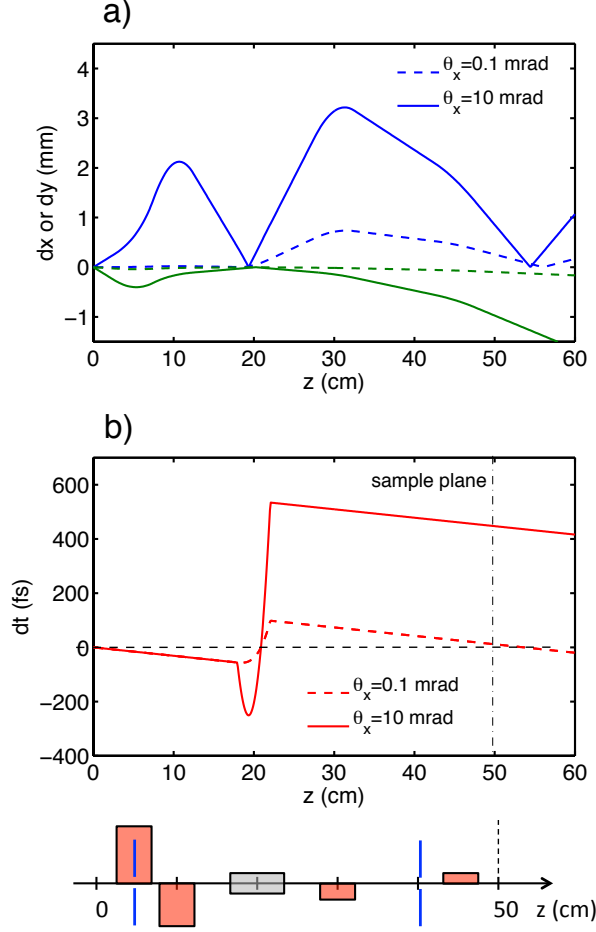 a)
4
3
2
1
0
−1
dx or dy (mm)
θx=0.1 mrad
θx=10 mrad
0 10 20 30 40 50 60
z (cm)
b)
600
400
200
0
−200
−400
dt (fs)
sample plane
θx=0.1 mrad
θx=10 mrad
0 10 20 30 40 50 60
z (cm)
0 50 z (cm)